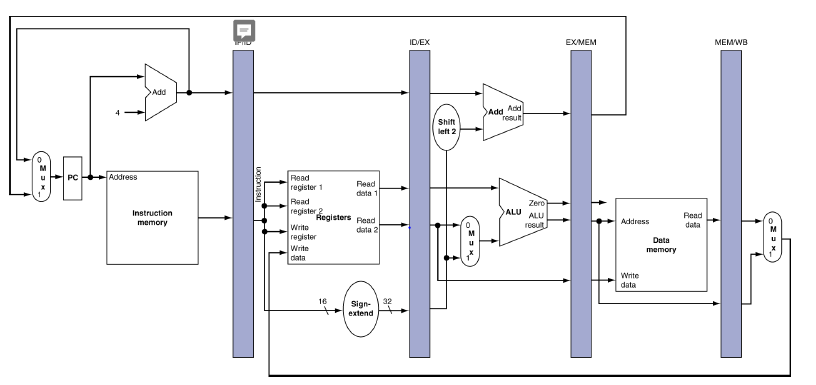 IF/ID
ID/EX
EX/MEM
MEM/WB
Add
4
Shift
left 2
Add
Add
result
0
M
u
x
1
PC
Address
Instruction
memory
Instruction
Read
register 1
Read
register 2
Registers
Write
register
Write
data
Read
data 1
Read
data 2
0
M
u
x
1
ALU
Zero
ALU
result
Address
Data
memory
Read
data
Write
data
0
M
u
x
1
16
Sign-
extend
32